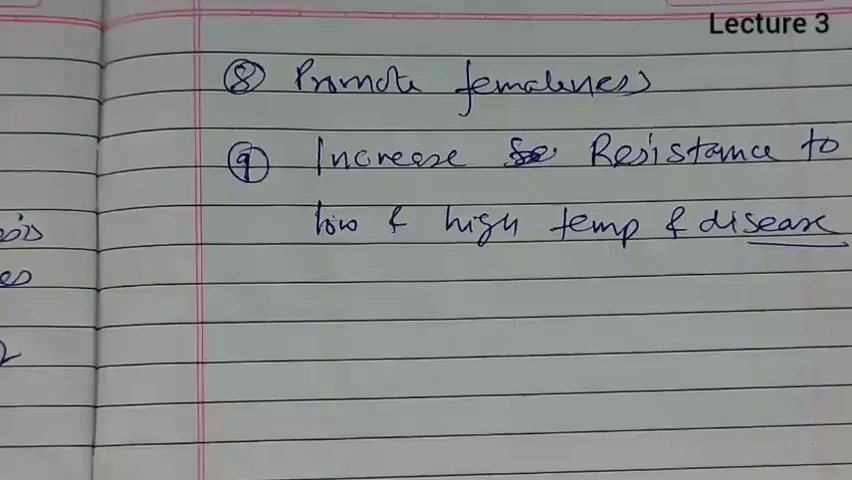 Lecture 3
⑧ Promote femaleness
⑨ Increase Resistance to
low & high temp & disease